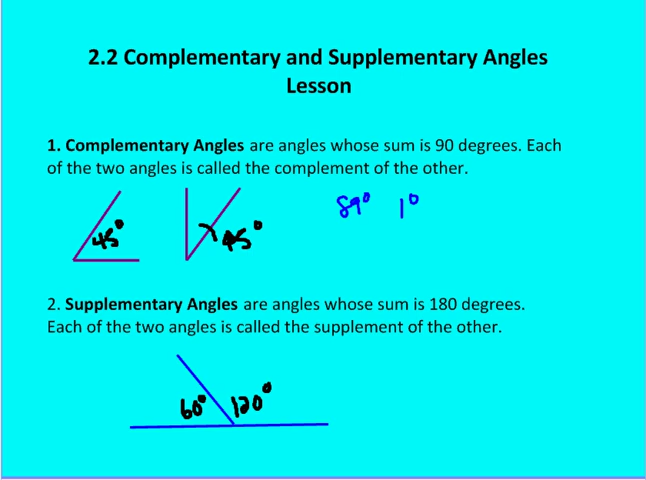 2.2 Complementary and Supplementary Angles
Lesson
1. Complementary Angles are angles whose sum is 90 degrees. Each
of the two angles is called the complement of the other.
45° 45° 89° 1°
2. Supplementary Angles are angles whose sum is 180 degrees.
Each of the two angles is called the supplement of the other.
60° 120°